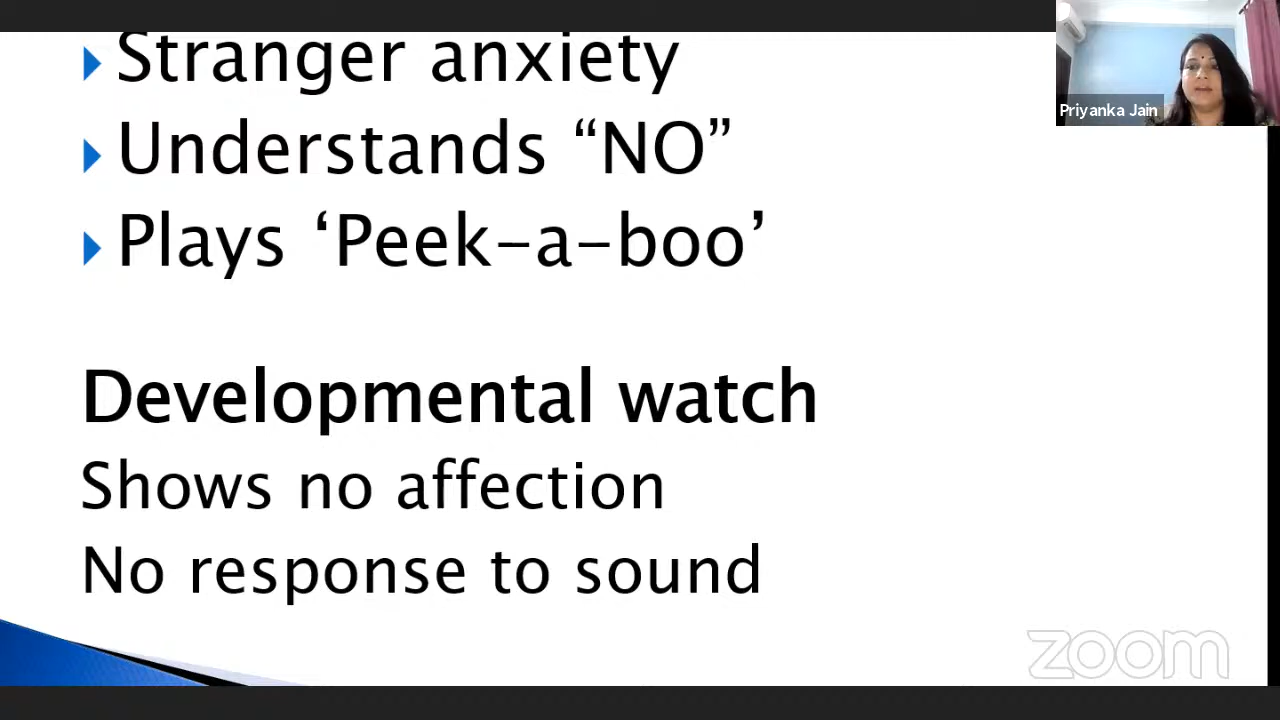 Stranger anxiety
Priyanka Jain
Understands “NO”
Plays ‘Peek-a-boo’
Developmental watch
Shows no affection
No response to sound
zoom